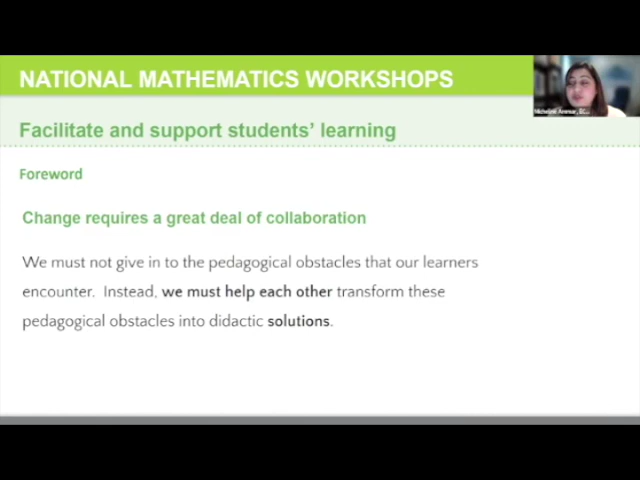 NATIONAL MATHEMATICS WORKSHOPS
Facilitate and support students' learning
Foreword
Change requires a great deal of collaboration
We must not give in to the pedagogical obstacles that our learners
encounter. Instead, we must help each other transform these
pedagogical obstacles into didactic solutions.
Micheline Ammar,